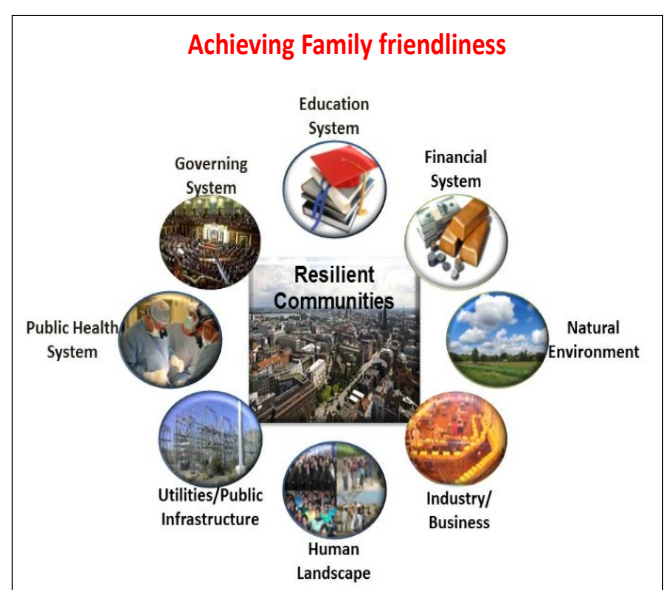 Achieving Family friendliness
Education
System
Financial
System
Governing
System
Resilient
Communities
Public Health
System
Natural
Environment
Utilities/Public
Infrastructure
Industry/
Business
Human
Landscape